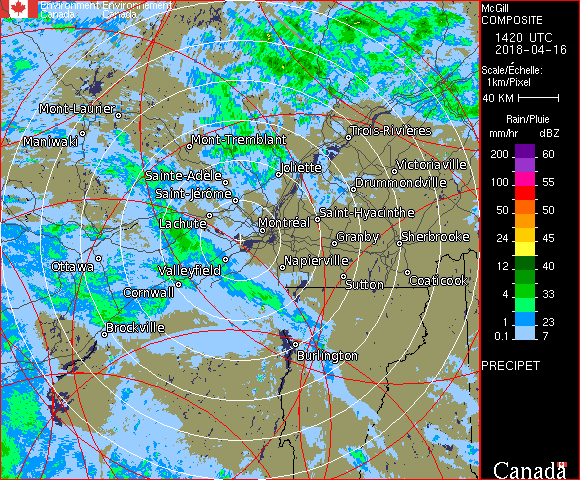 Environment Environnement
Canada Canada
McGill
COMPOSITE
1420 UTC
2018-04-16
Scale/Échelle:
1km/Pixel
40 KM
Rain/Pluie
mm/hr dBZ
200 60
100 55
50 50
24 45
12 40
4 33
1 23
0.1 7
PRECIPET
Canada
Mont-Laurier
Maniwaki
Mont-Tremblant
Trois-Rivières
Joliette
Victoriaville
Sainte-Adèle
Drummondville
Saint-Jérôme
Lachute
Saint-Hyacinthe
Montréal
Granby
Sherbrooke
Ottawa
Valleyfield
Napierville
Cornwall
Sutton
Coaticook
Brockville
Burlington